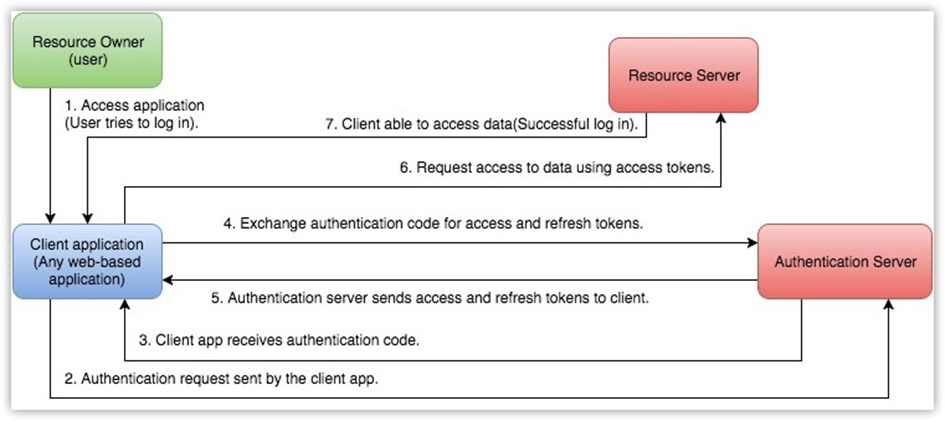 Resource Owner
(user)
Resource Server
1. Access application
(User tries to log in).
7. Client able to access data(Successful log in).
6. Request access to data using access tokens.
4. Exchange authentication code for access and refresh tokens.
Client application
(Any web-based
application)
Authentication Server
5. Authentication server sends access and refresh tokens to client.
3. Client app receives authentication code.
2. Authentication request sent by the client app.